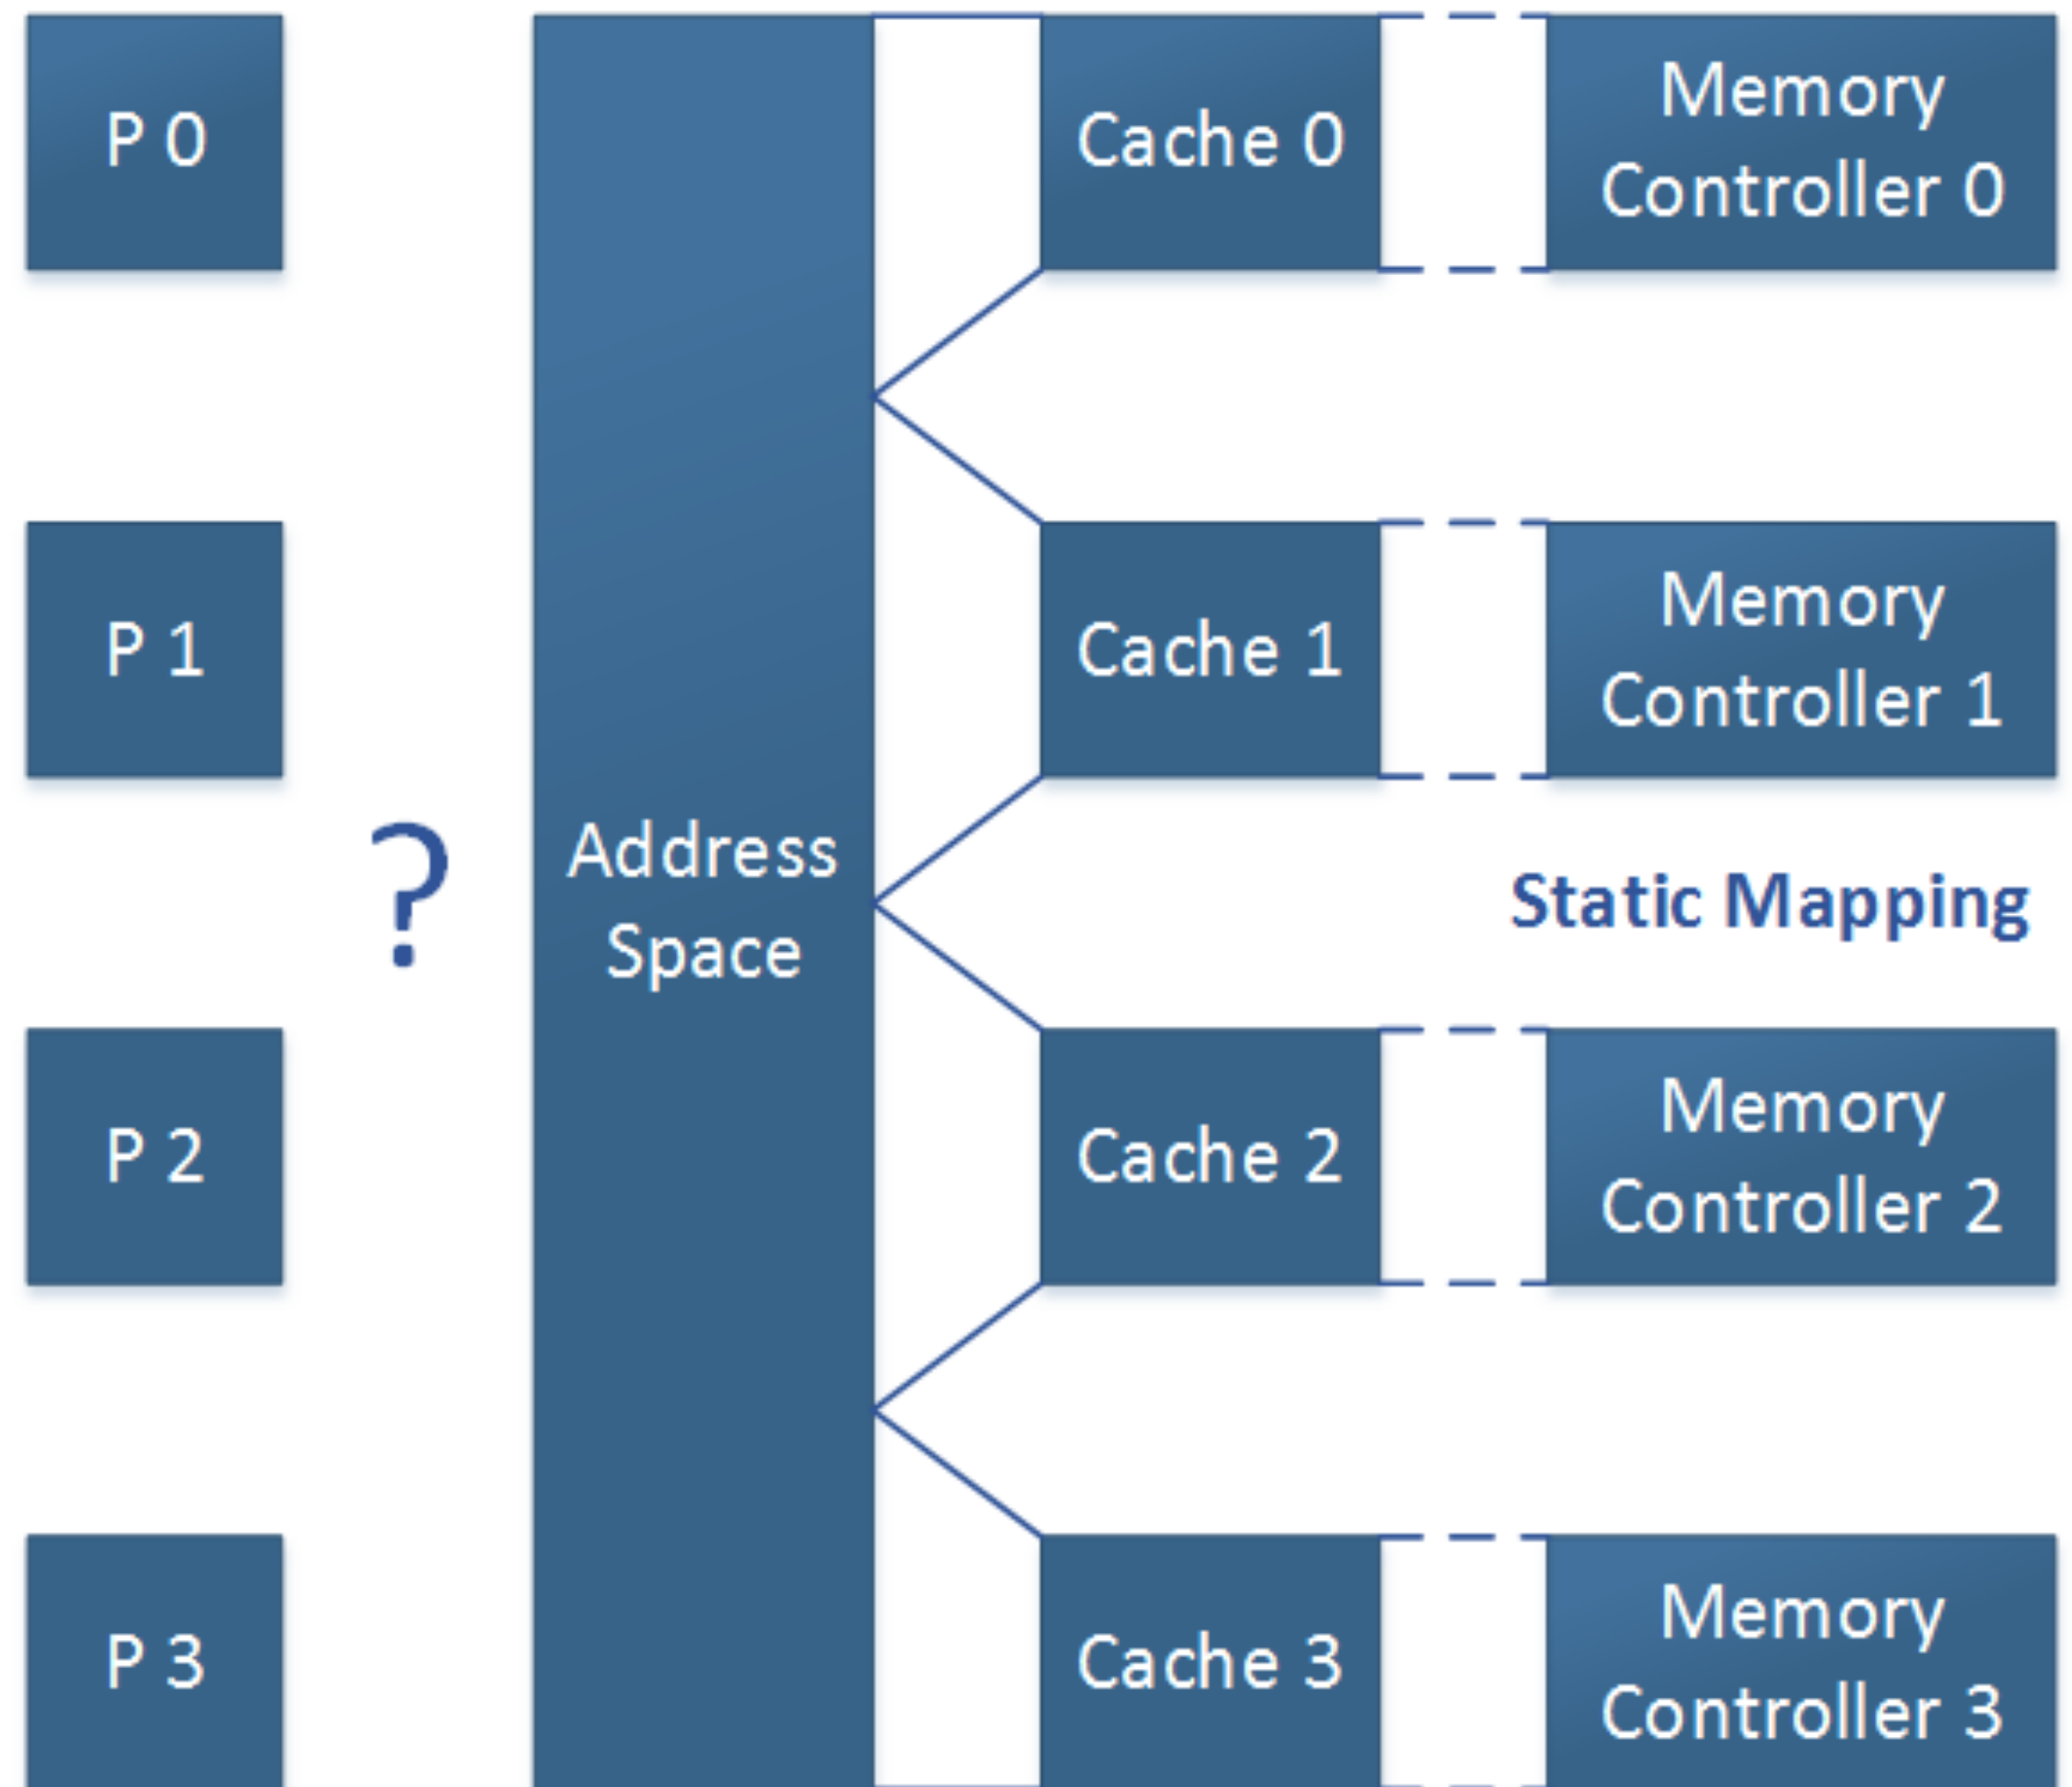 P 0
Cache 0
Memory
Controller 0
P 1
Cache 1
Memory
Controller 1
?
Address
Space
Static Mapping
P 2
Cache 2
Memory
Controller 2
P 3
Cache 3
Memory
Controller 3